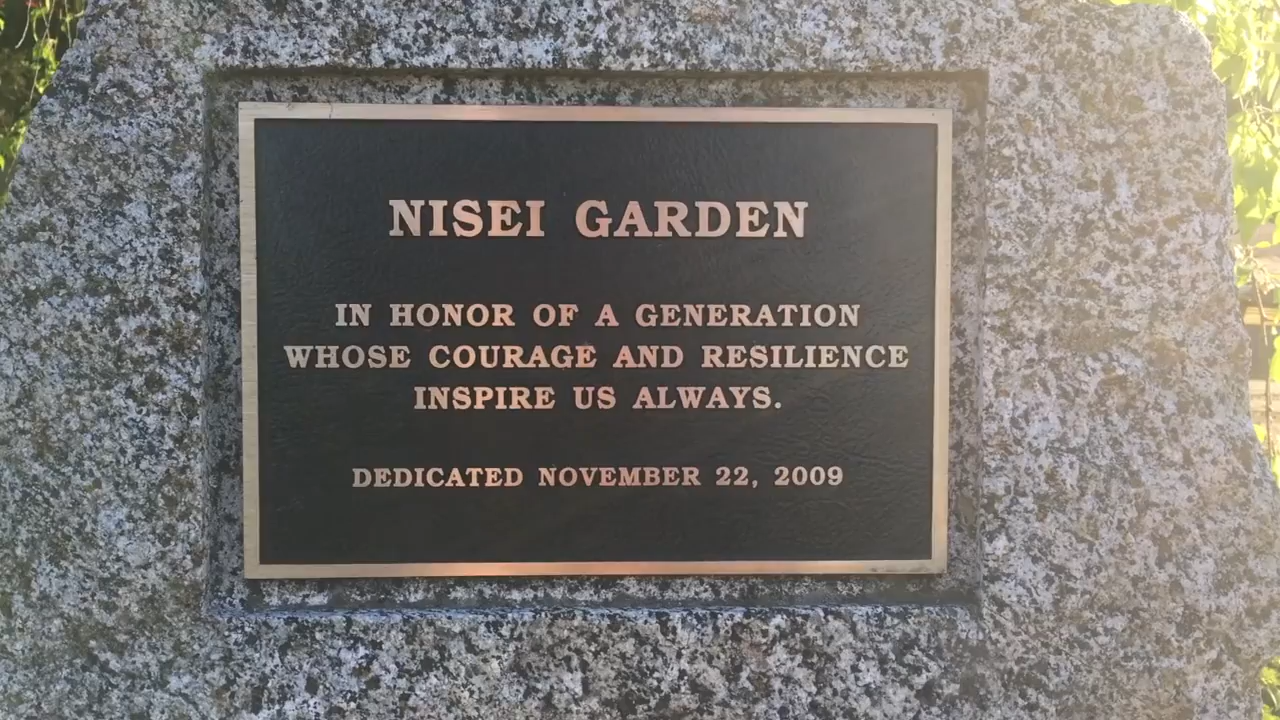 NISEI GARDEN
IN HONOR OF A GENERATION
WHOSE COURAGE AND RESILIENCE
INSPIRE US ALWAYS.
DEDICATED NOVEMBER 22, 2009